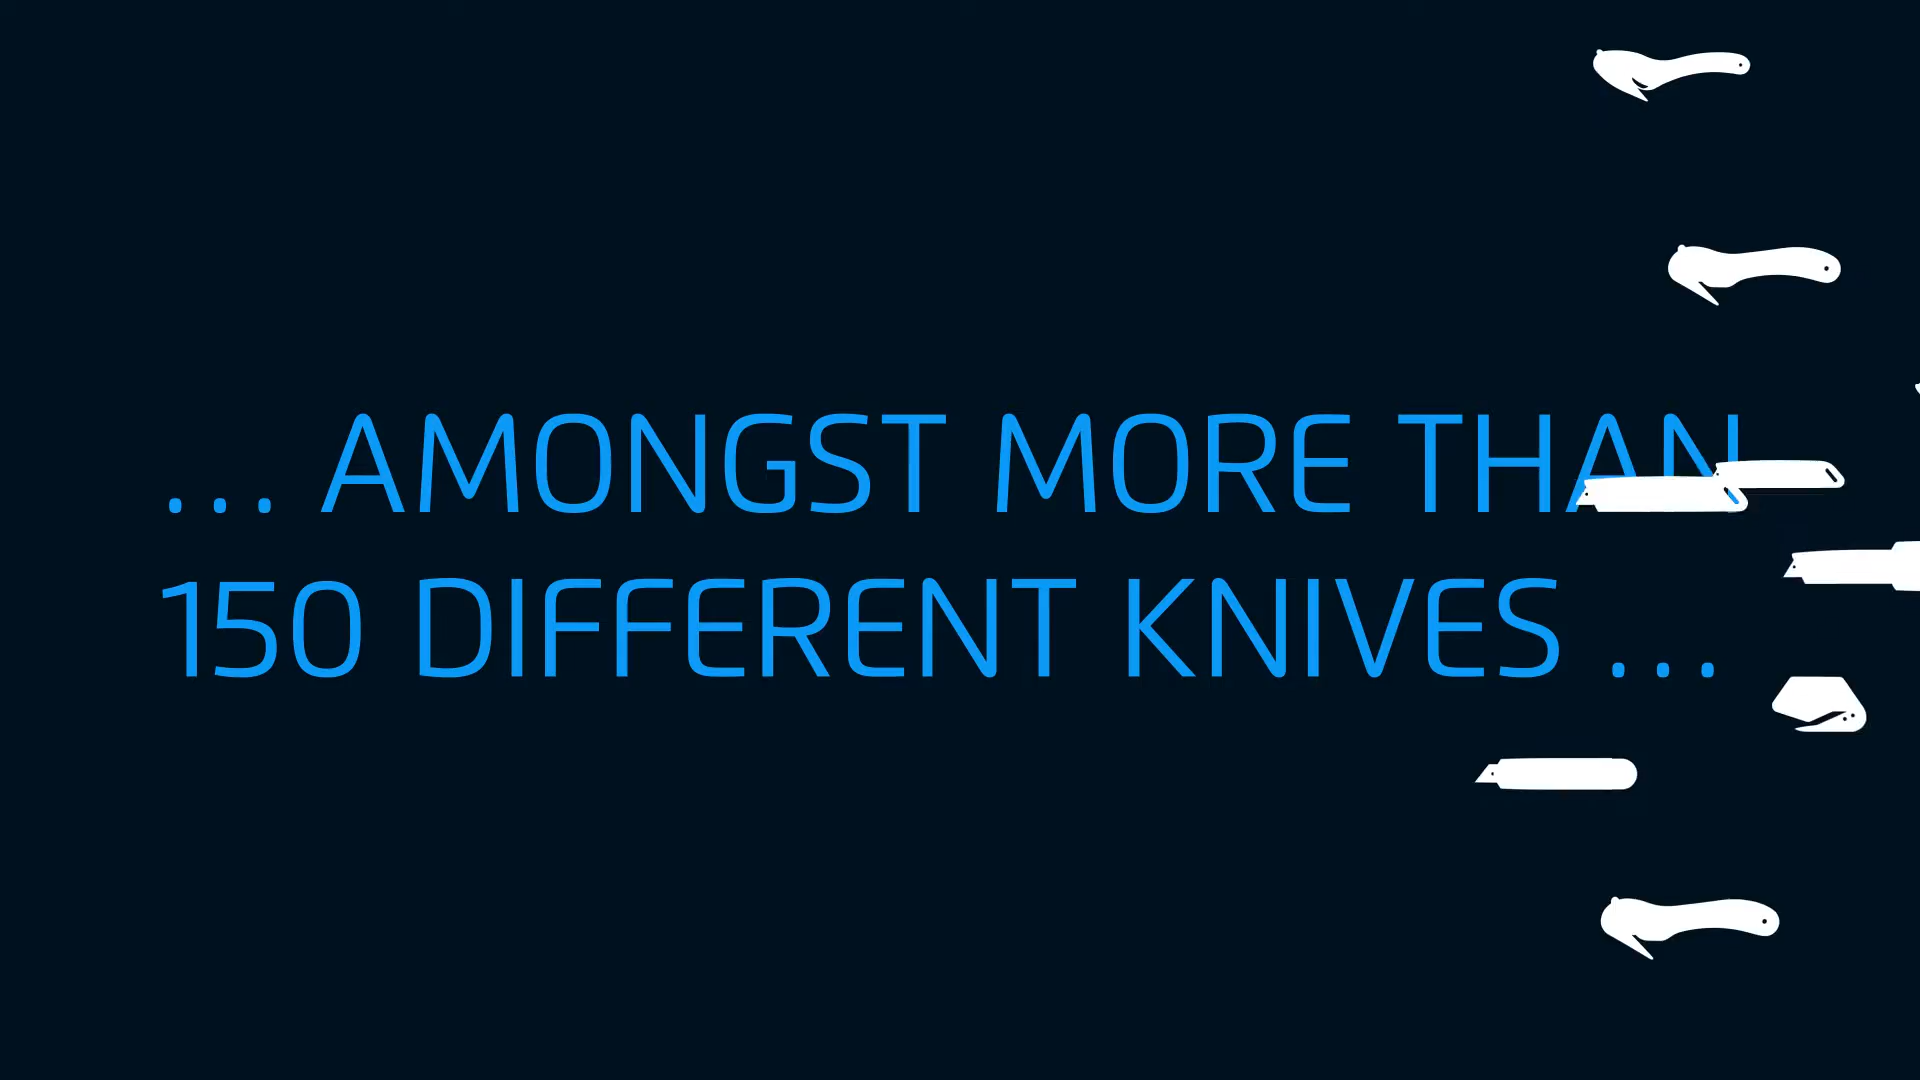 ... AMONGST MORE THAN
150 DIFFERENT KNIVES ...